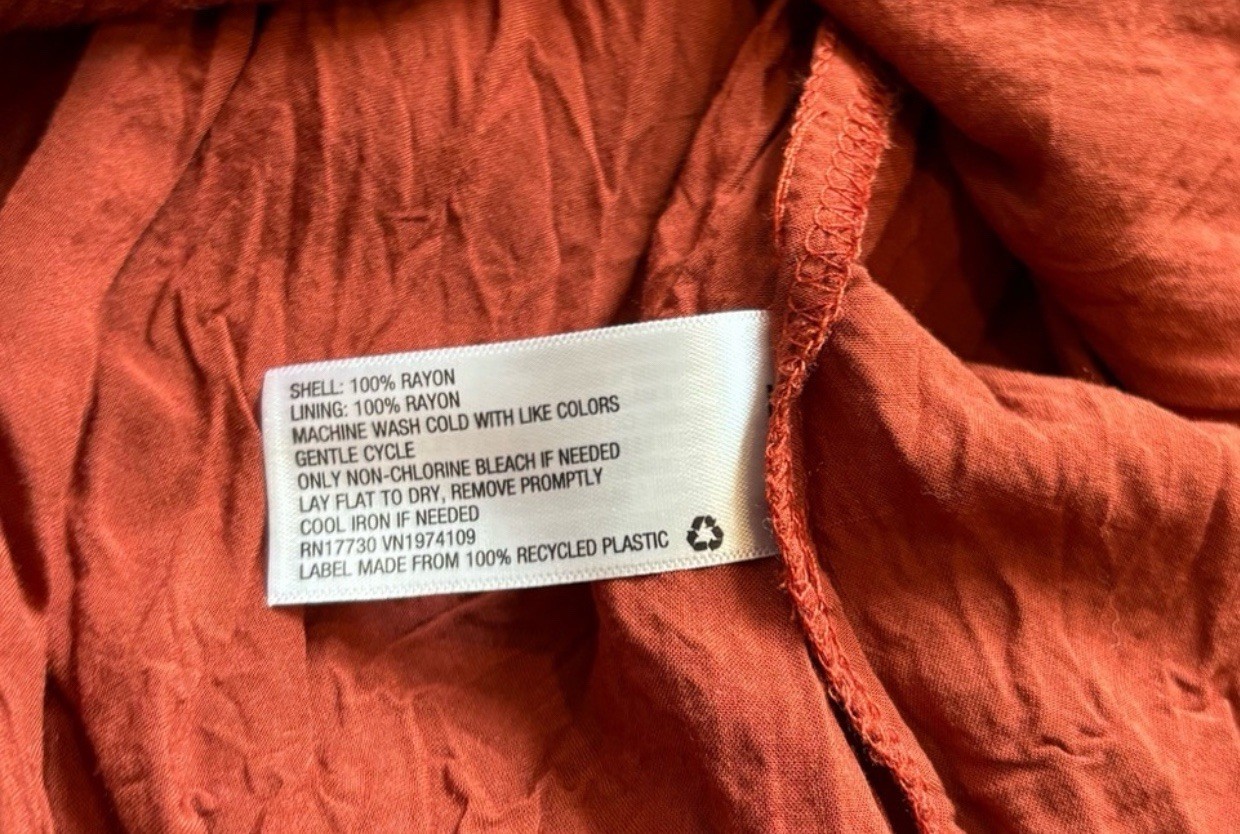 SHELL: 100% RAYON
LINING: 100% RAYON
MACHINE WASH COLD WITH LIKE COLORS
GENTLE CYCLE
ONLY NON-CHLORINE BLEACH IF NEEDED
LAY FLAT TO DRY, REMOVE PROMPTLY
COOL IRON IF NEEDED
RN17730 VN1974109
LABEL MADE FROM 100% RECYCLED PLASTIC